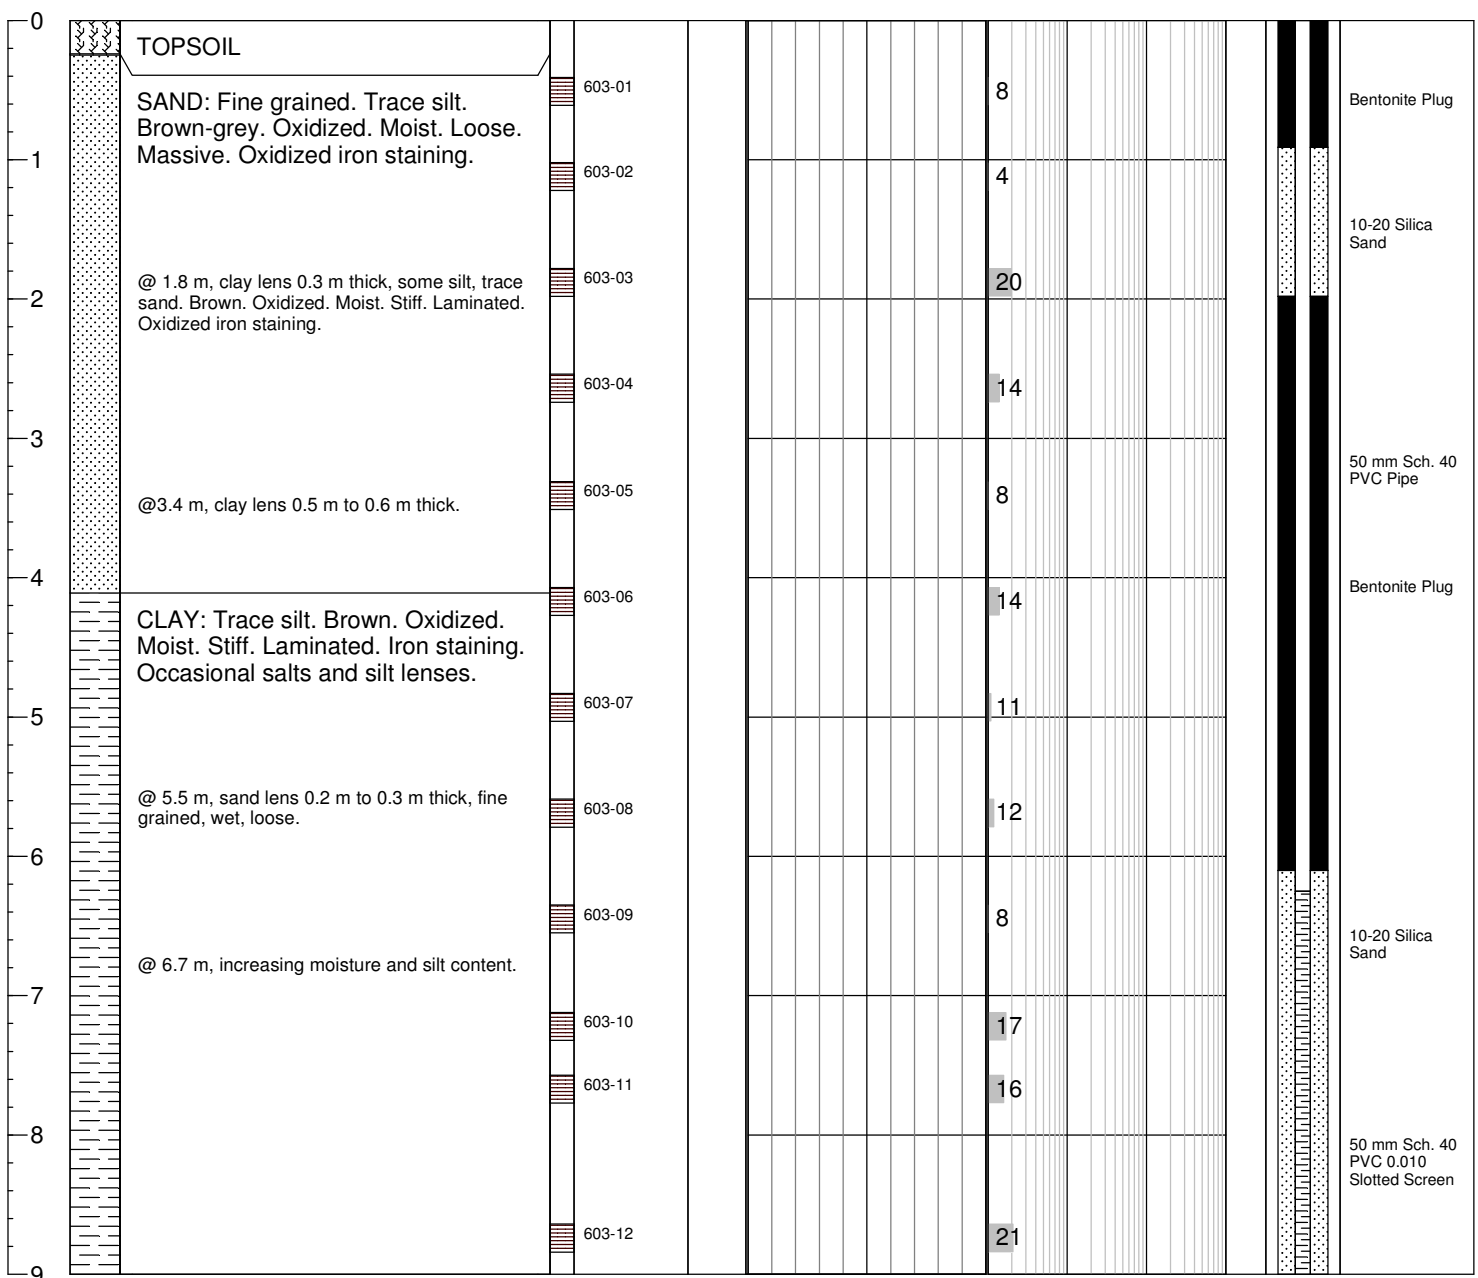 0
TOPSOIL
603-01
8
Bentonite Plug
SAND: Fine grained. Trace silt.
Brown-grey. Oxidized. Moist. Loose.
Massive. Oxidized iron staining.
1
603-02
4
10-20 Silica
Sand
@ 1.8 m, clay lens 0.3 m thick, some silt, trace
sand. Brown. Oxidized. Moist. Stiff. Laminated.
Oxidized iron staining.
603-03
20
2
603-04
14
3
50 mm Sch. 40
PVC Pipe
@3.4 m, clay lens 0.5 m to 0.6 m thick.
603-05
8
4
603-06
14
Bentonite Plug
CLAY: Trace silt. Brown. Oxidized.
Moist. Stiff. Laminated. Iron staining.
Occasional salts and silt lenses.
603-07
11
5
@ 5.5 m, sand lens 0.2 m to 0.3 m thick, fine
grained, wet, loose.
603-08
12
6
603-09
8
10-20 Silica
Sand
@ 6.7 m, increasing moisture and silt content.
7
603-10
17
603-11
16
8
50 mm Sch. 40
PVC 0.010
Slotted Screen
603-12
21
9